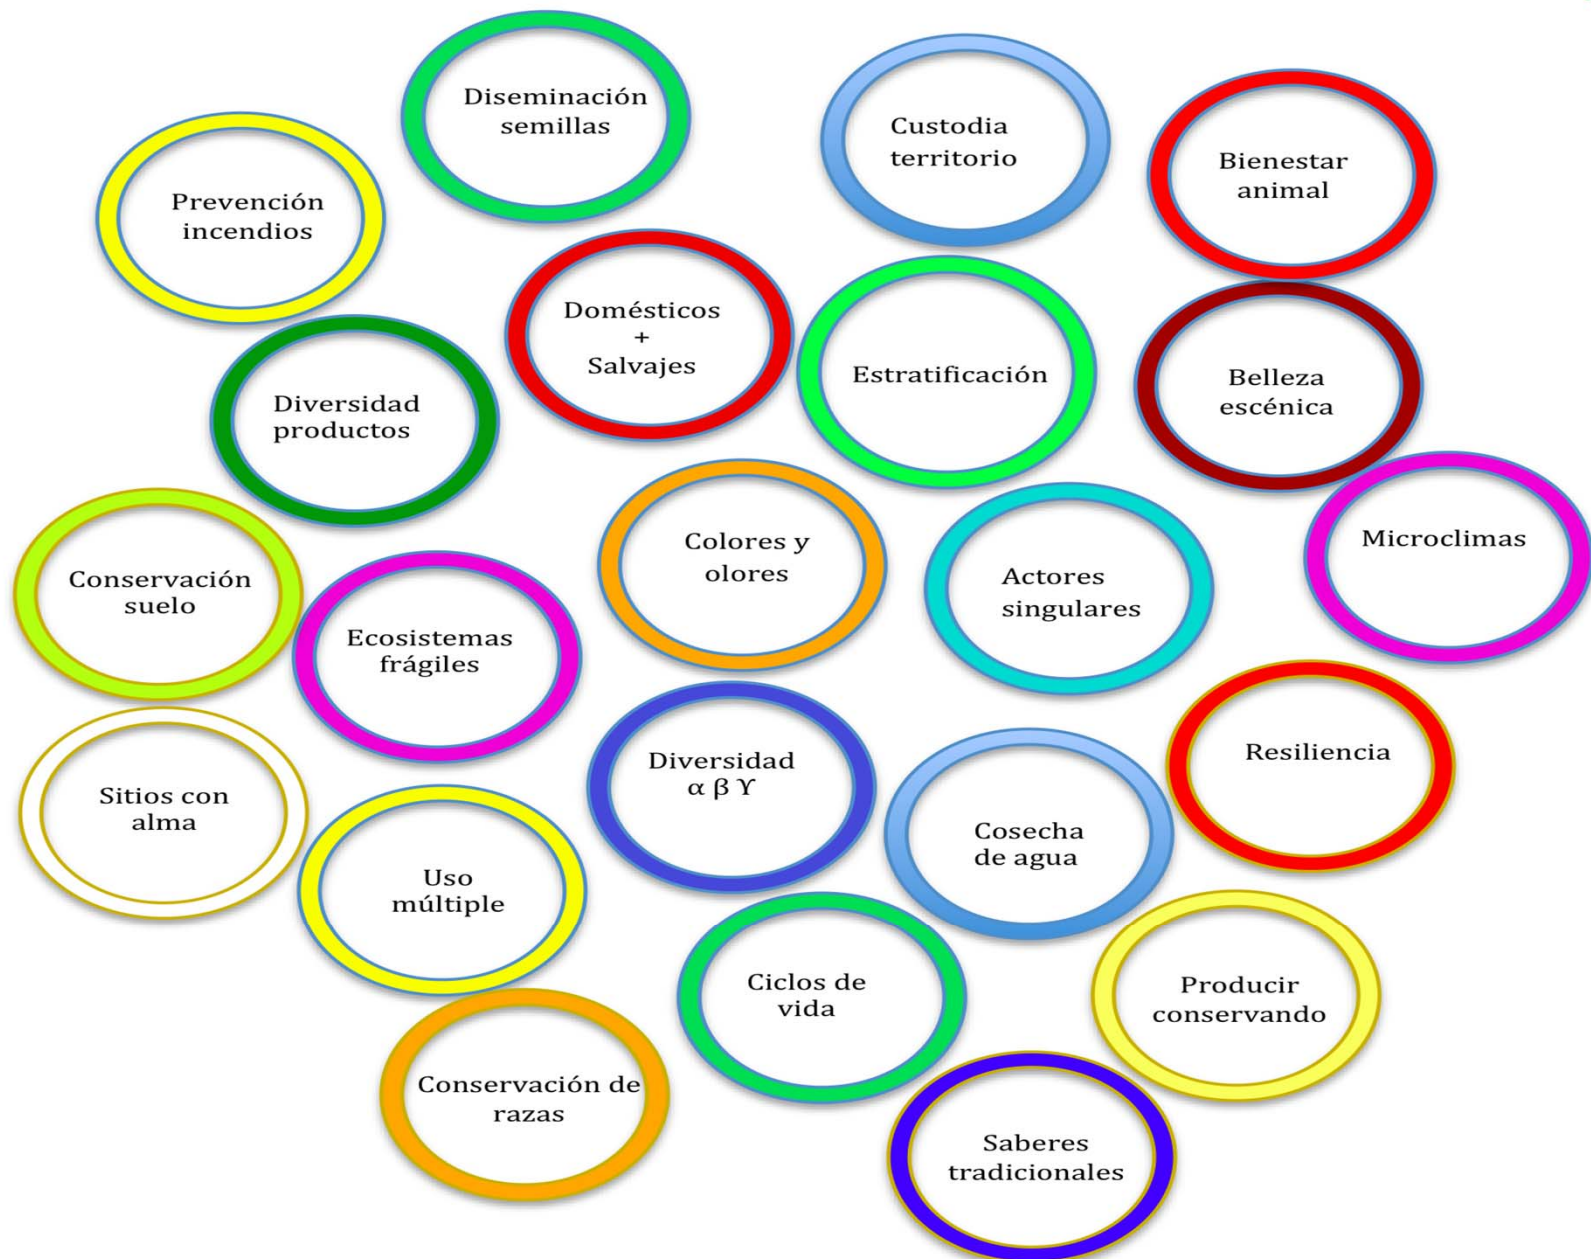 Diseminación
semillas
Custodia
territorio
Bienestar
animal
Prevención
incendios
Domésticos
+
Salvajes
Estratificación
Belleza
escénica
Diversidad
productos
Colores y
olores
Actores
singulares
Microclimas
Conservación
suelo
Ecosistemas
frágiles
Diversidad
α β ϒ
Resiliencia
Sitios con
alma
Uso
múltiple
Cosecha
de agua
Ciclos de
vida
Producir
conservando
Conservación de
razas
Saberes
tradicionales